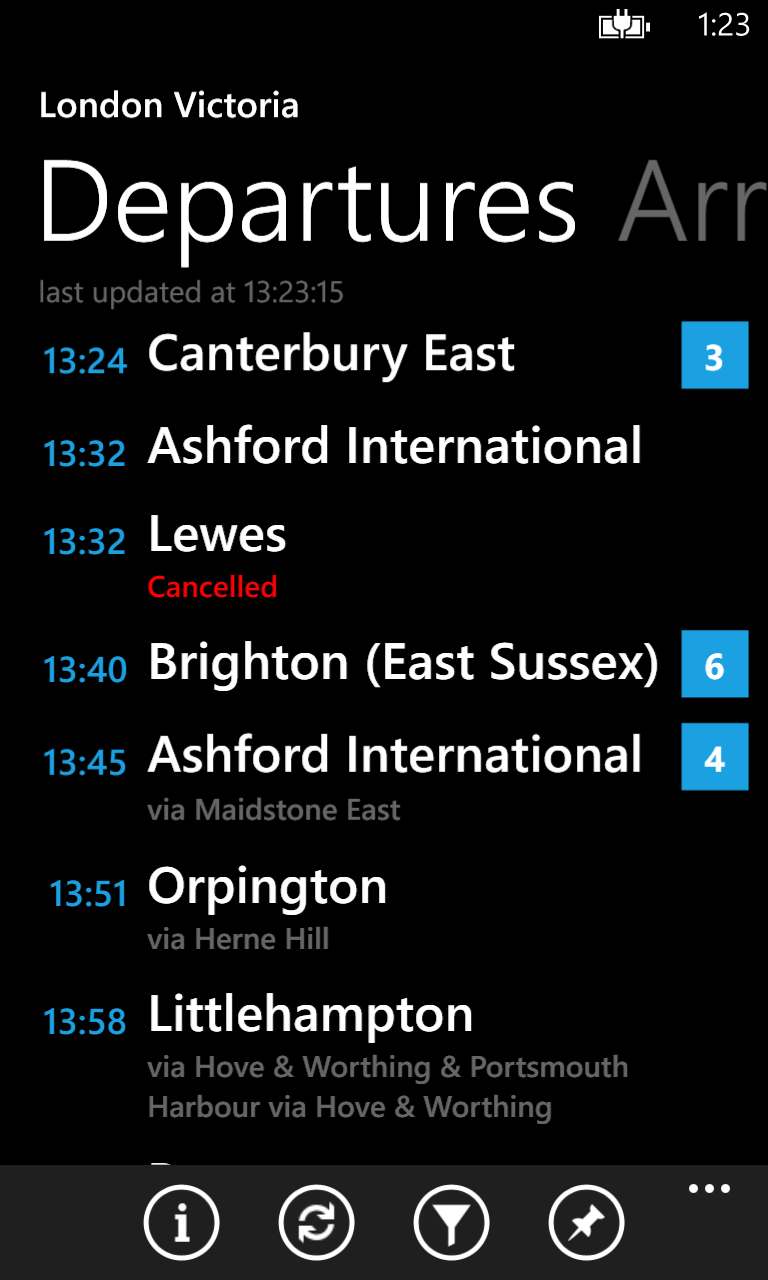 1:23
London Victoria
Departures Arr
last updated at 13:23:15
13:24 Canterbury East 3
13:32 Ashford International
13:32 Lewes
Cancelled
13:40 Brighton (East Sussex) 6
13:45 Ashford International 4
via Maidstone East
13:51 Orpington
via Herne Hill
13:58 Littlehampton
via Hove & Worthing & Portsmouth
Harbour via Hove & Worthing